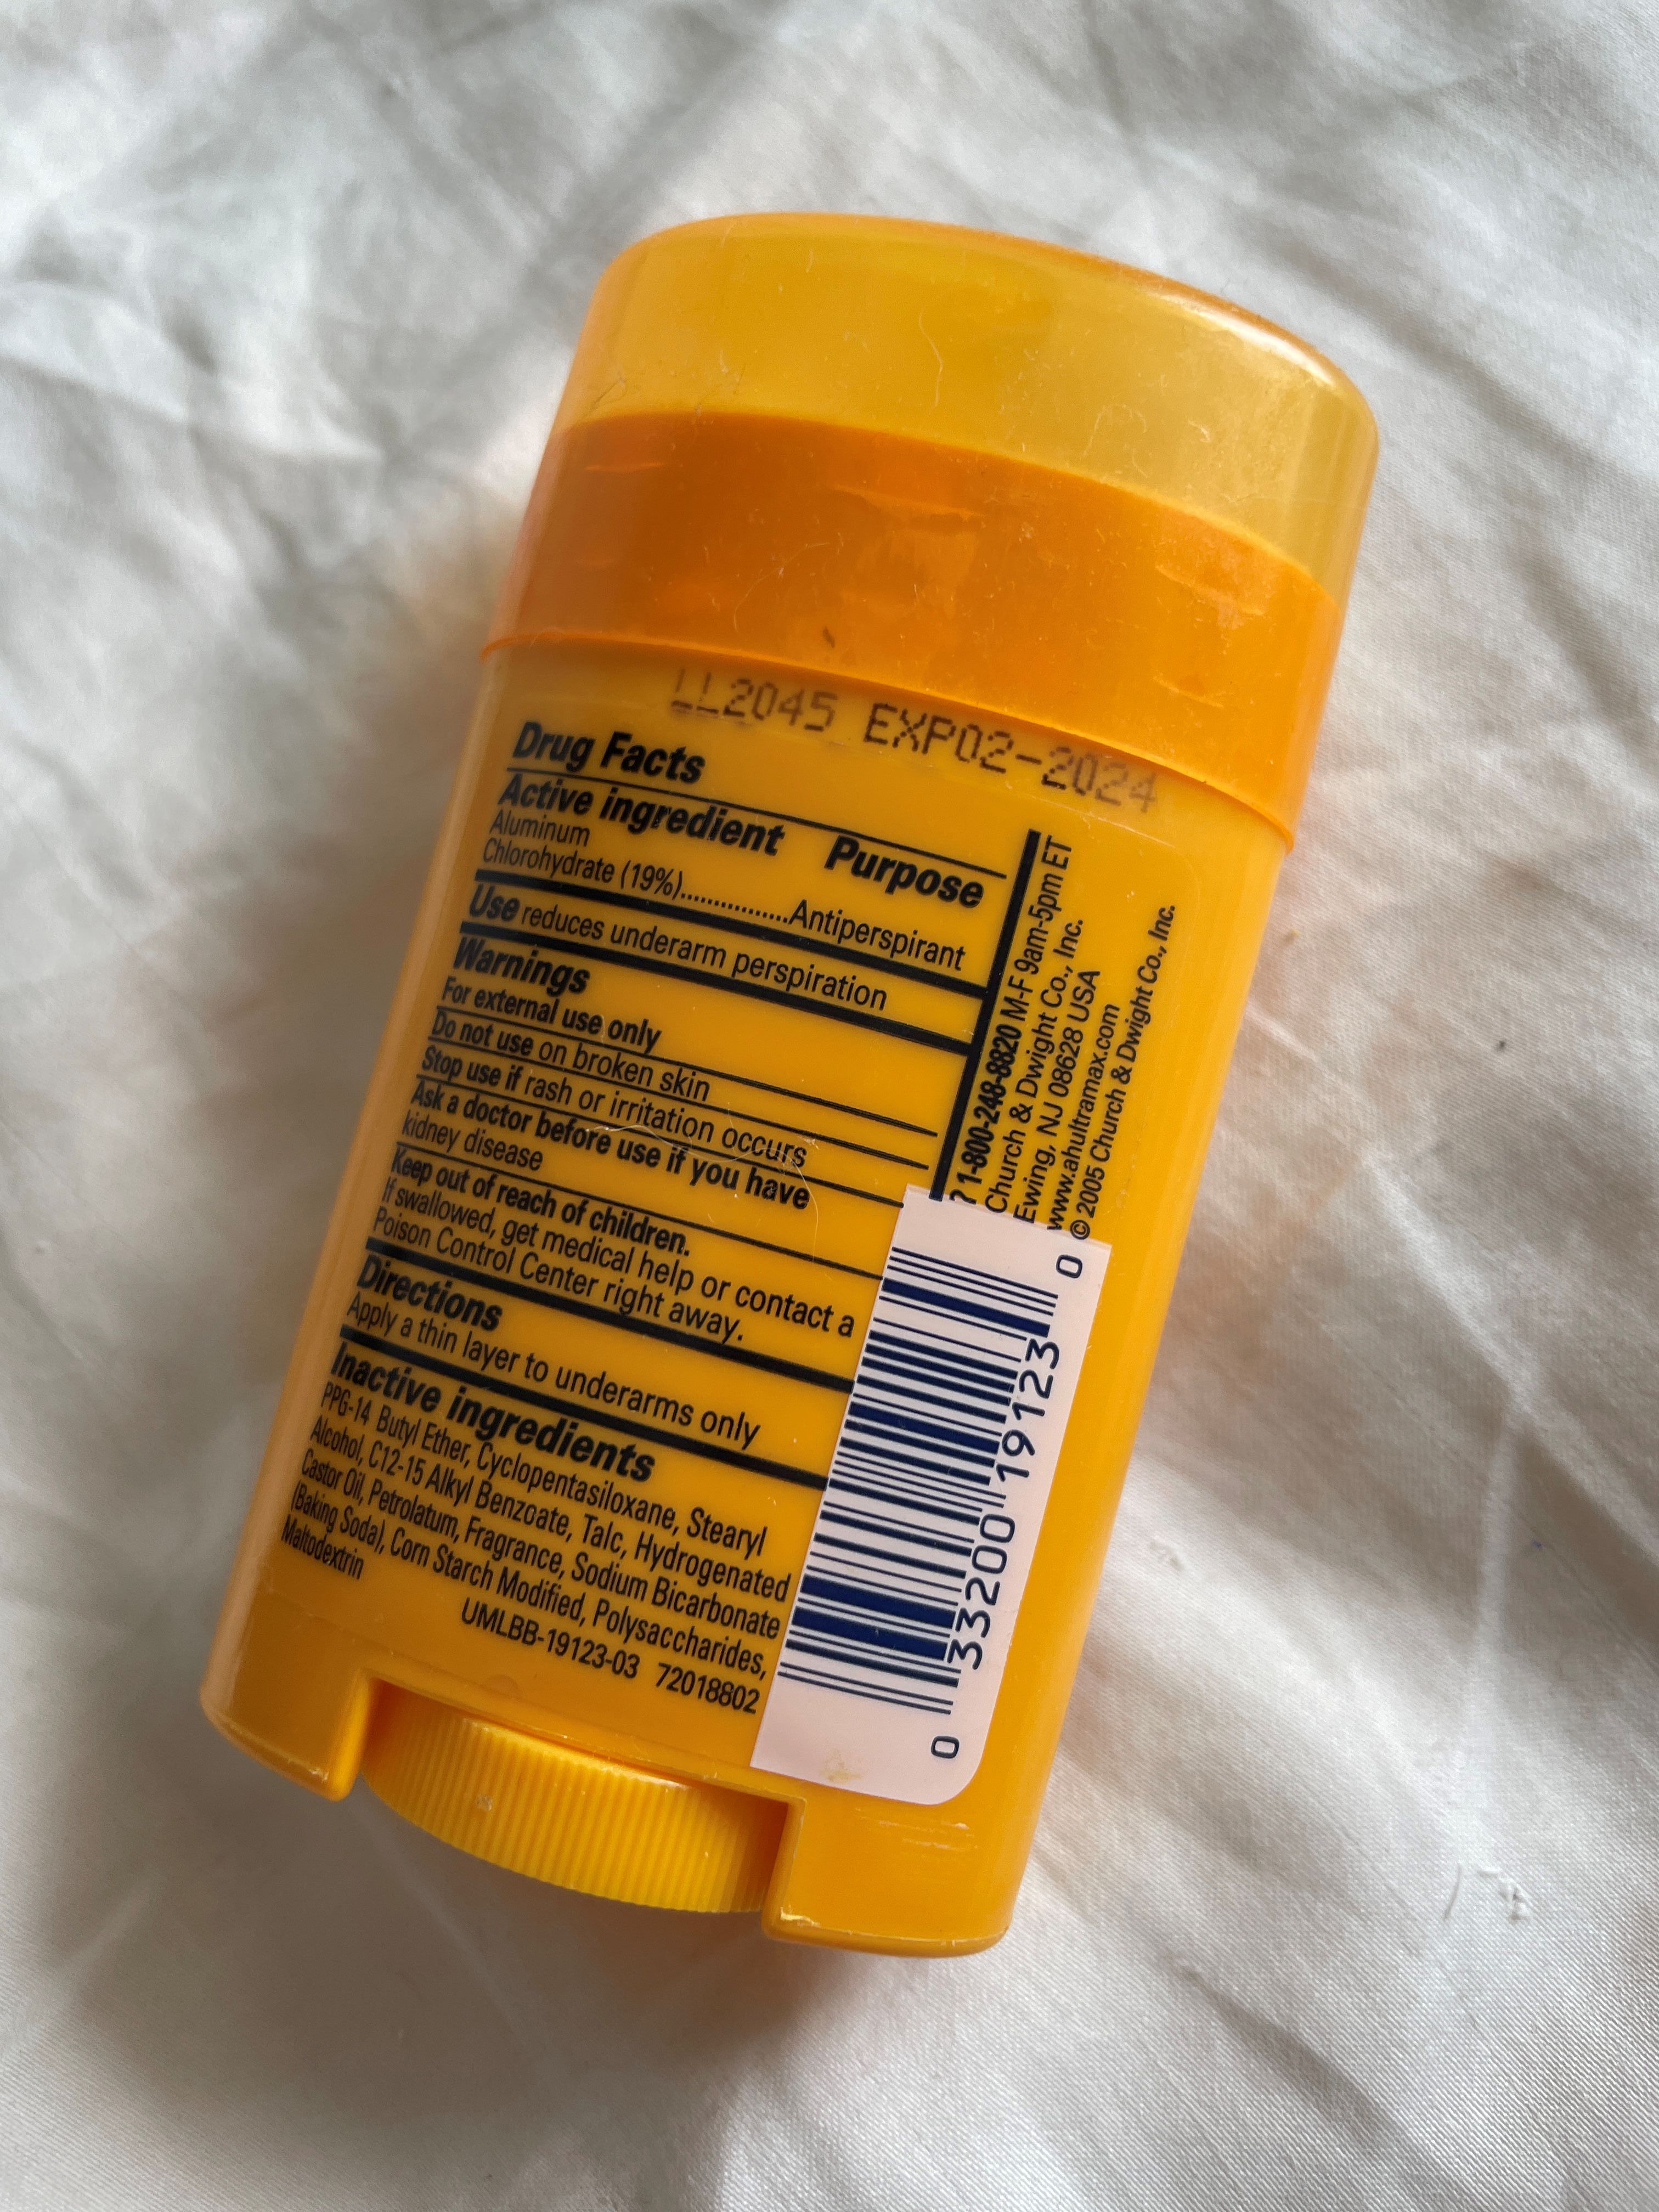 LL2045 EXP02-2024
Drug Facts
Active ingredient Purpose
Aluminum
Chlorohydrate (19%)................Antiperspirant
Use reduces underarm perspiration
Warnings
For external use only
Do not use on broken skin
Stop use if rash or irritation occurs
Ask a doctor before use if you have
kidney disease
Keep out of reach of children.
If swallowed, get medical help or contact a
Poison Control Center right away.
Directions
Apply a thin layer to underarms only
Inactive ingredients
PPG-14 Butyl Ether, Cyclopentasiloxane, Stearyl
Alcohol, C12-15 Alkyl Benzoate, Talc, Hydrogenated
Castor Oil, Petrolatum, Fragrance, Sodium Bicarbonate
(Baking Soda), Corn Starch Modified, Polysaccharides,
Maltodextrin
UMLBB-19123-03 72018802
? 1-800-248-8820 M-F 9am-5pm ET
Church & Dwight Co., Inc.
Ewing, NJ 08628 USA
www.ahultramax.com
© 2005 Church & Dwight Co., Inc.
0 33200 19123 0